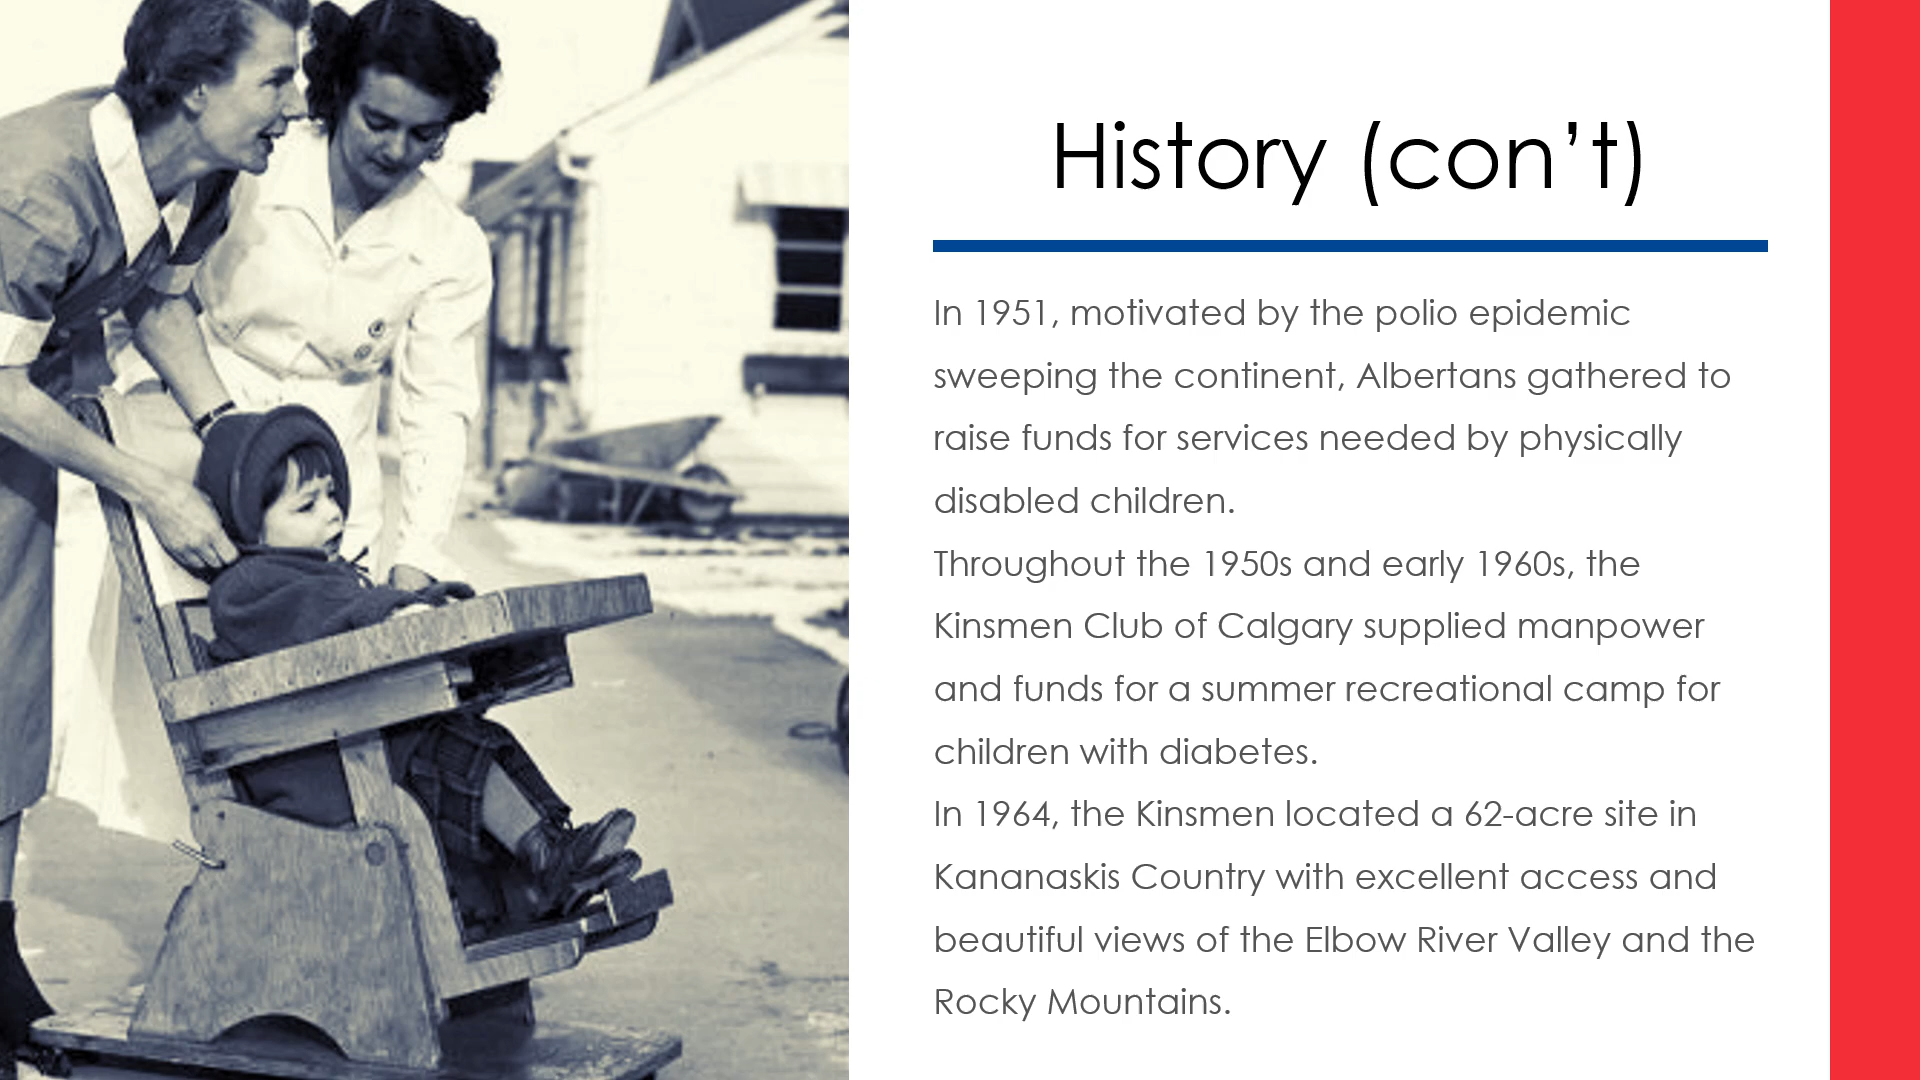 History (con’t)
In 1951, motivated by the polio epidemic
sweeping the continent, Albertans gathered to
raise funds for services needed by physically
disabled children.
Throughout the 1950s and early 1960s, the
Kinsmen Club of Calgary supplied manpower
and funds for a summer recreational camp for
children with diabetes.
In 1964, the Kinsmen located a 62-acre site in
Kananaskis Country with excellent access and
beautiful views of the Elbow River Valley and the
Rocky Mountains.